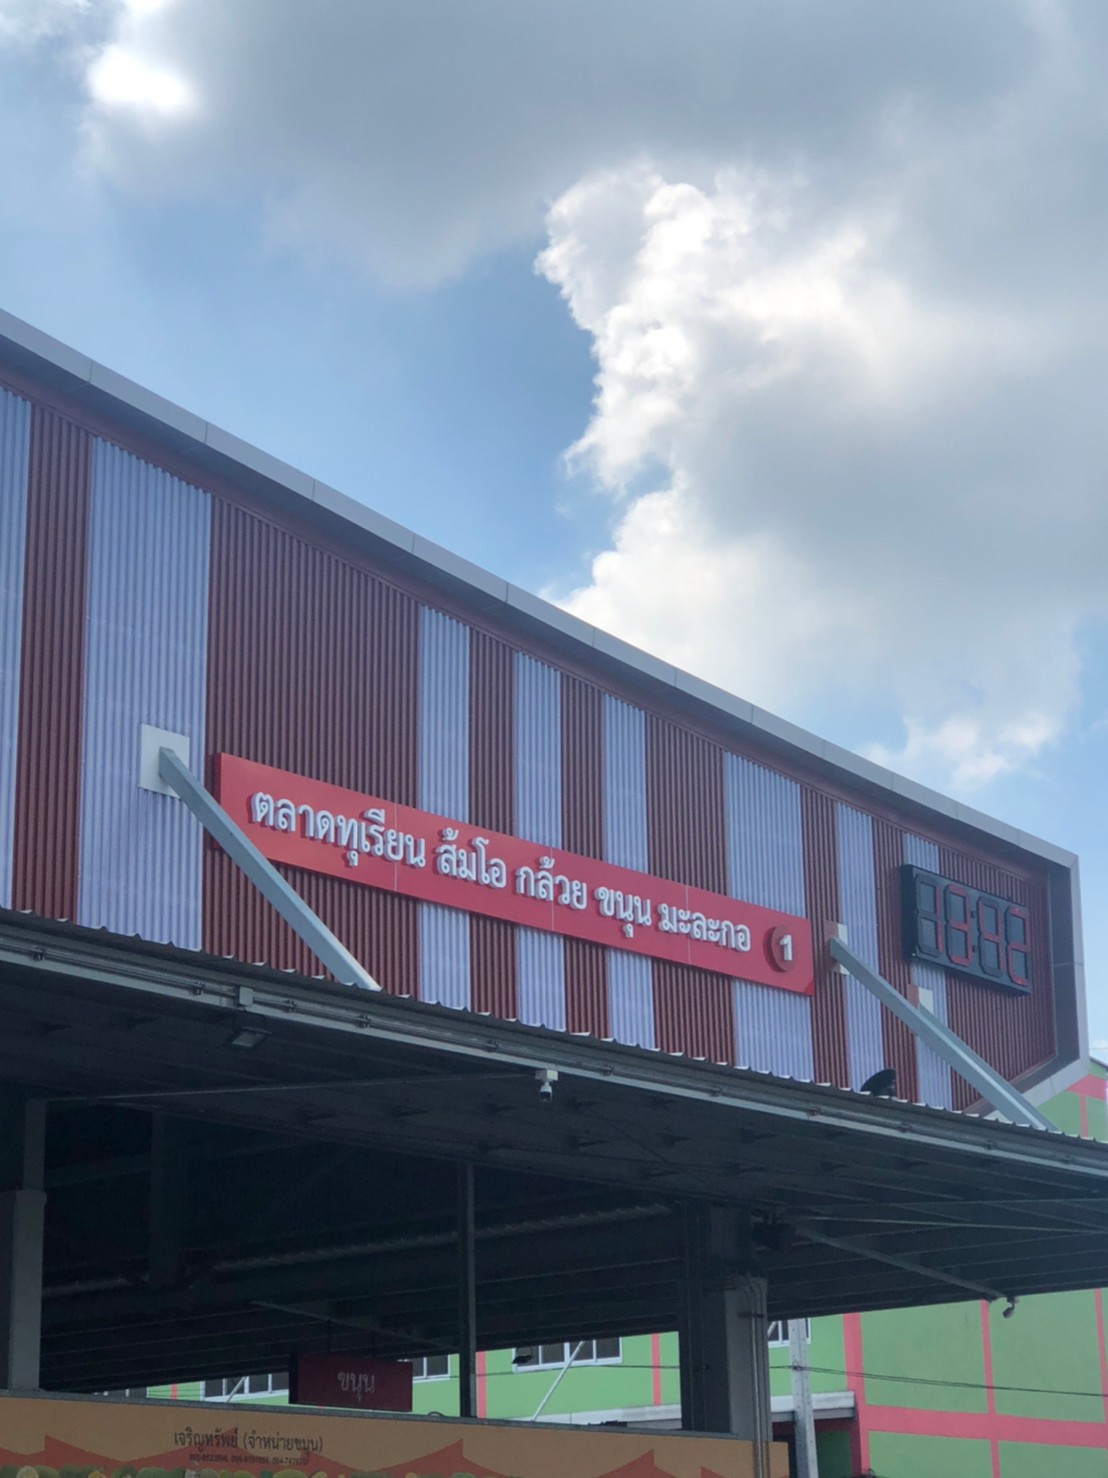 ตลาดทุเรียน ส้มโอ กล้วย ขนุน มะละกอ 1
ขนุน
เจริญทรัพย์ (จำหน่ายขนุน)